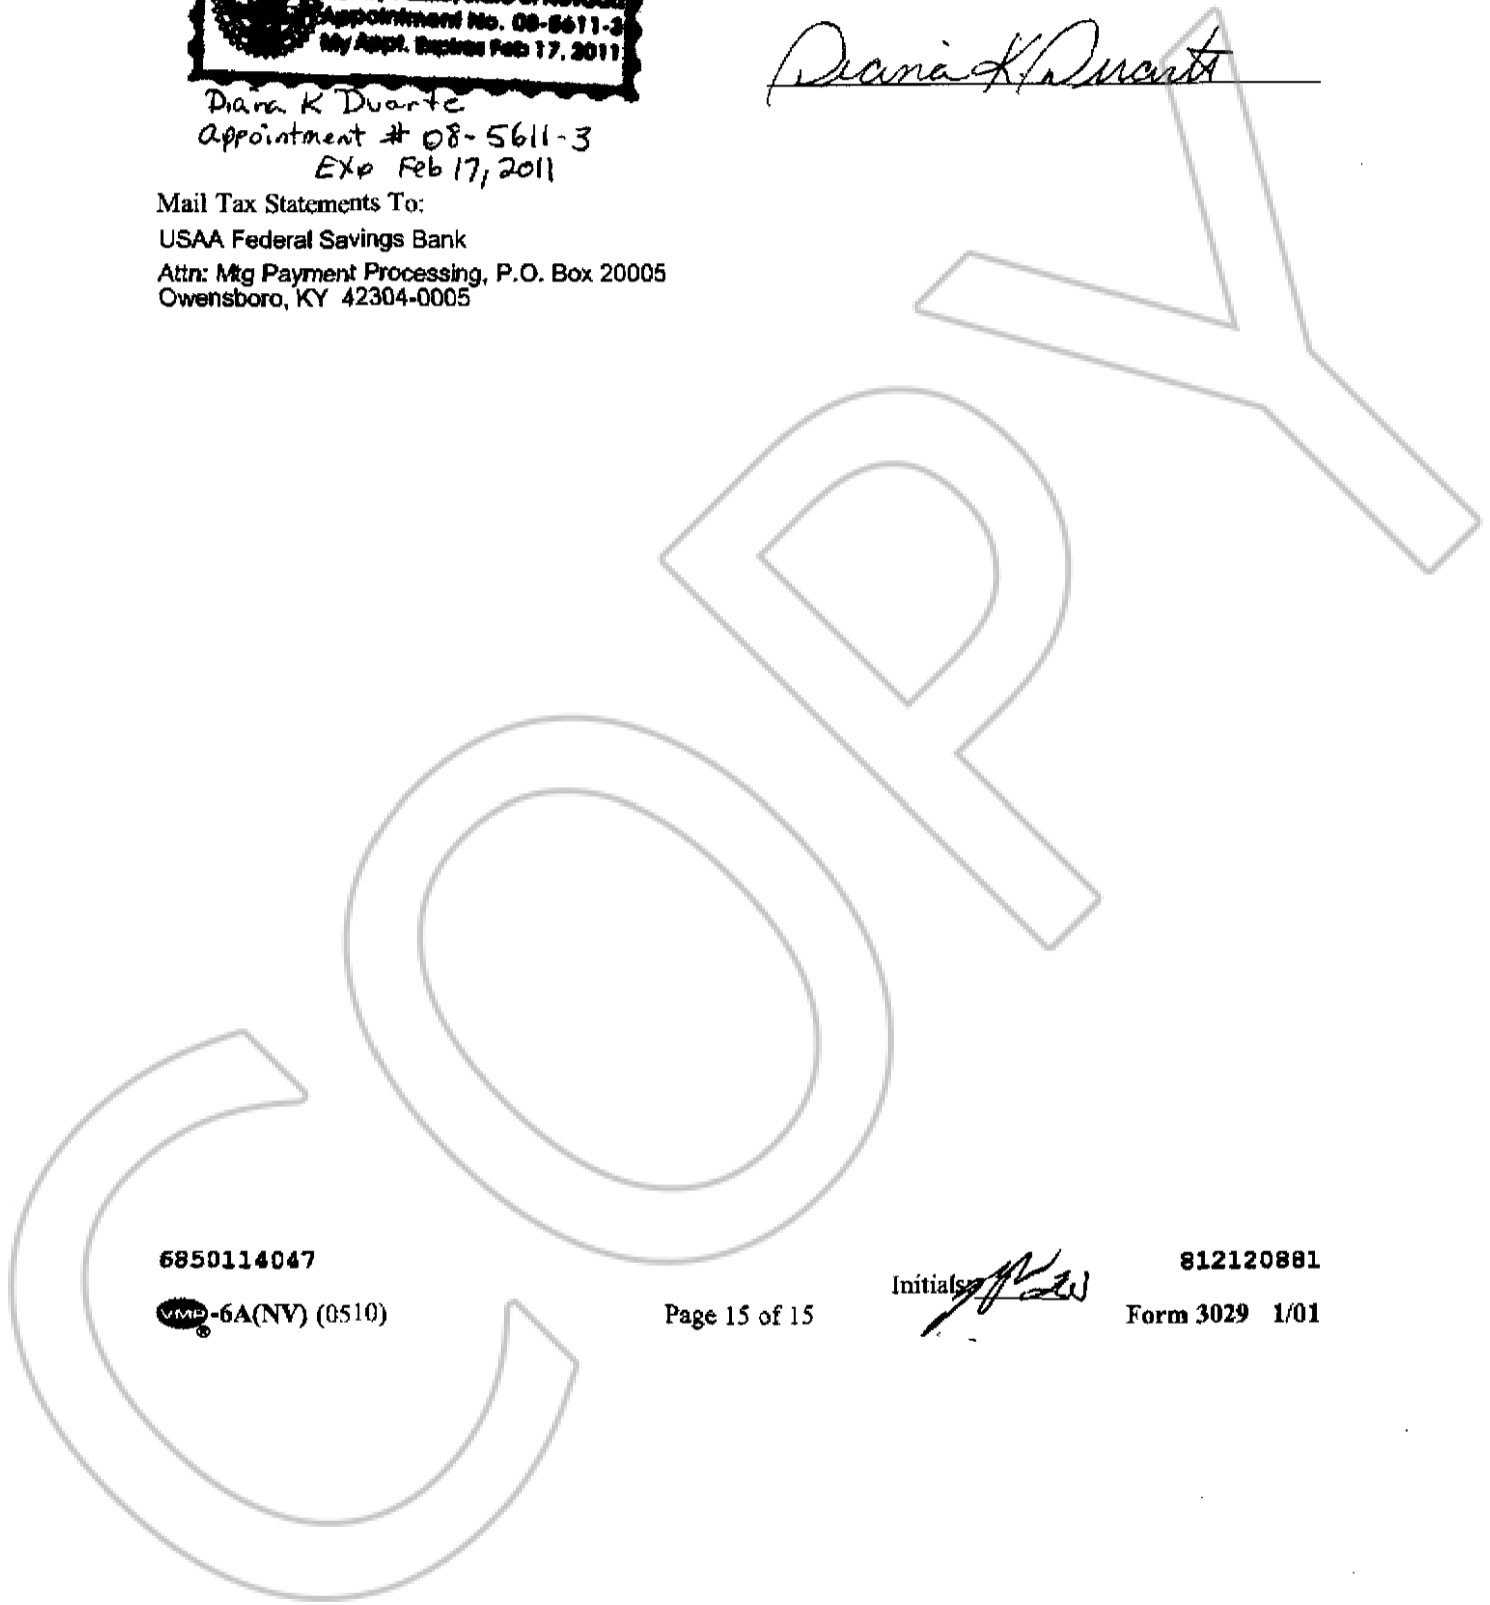 Appointment No. 08-5611-3
My Appt. Expires Feb 17, 2011
Diana K Duarte
Diana K Duarte
appointment # 08-5611-3
Exp Feb 17, 2011
Mail Tax Statements To:
USAA Federal Savings Bank
Attn: Mtg Payment Processing, P.O. Box 20005
Owensboro, KY 42304-0005
COPY
6850114047
812120881
VMP®-6A(NV) (0510)
Page 15 of 15
Initials:
Form 3029 1/01